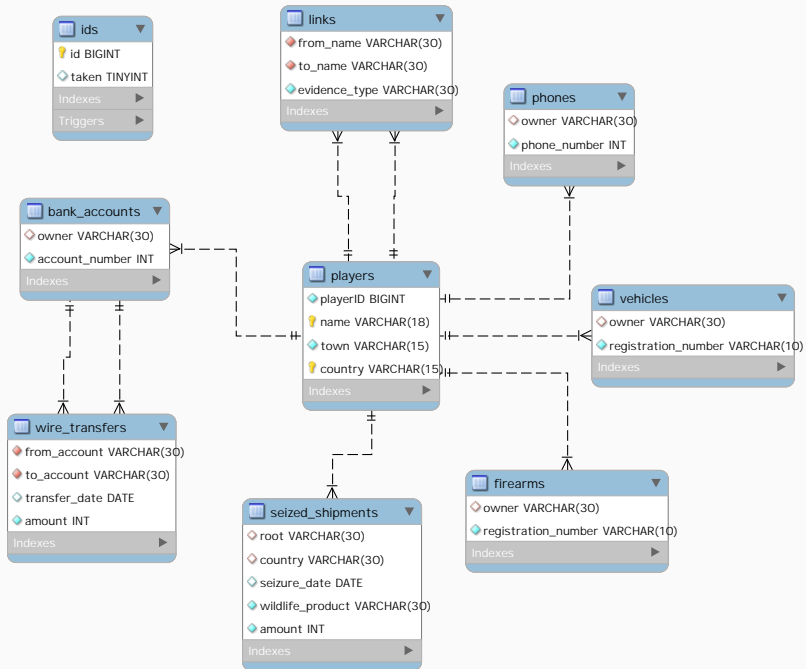 ids
id BIGINT
taken TINYINT
Indexes
Triggers
links
from_name VARCHAR(30)
to_name VARCHAR(30)
evidence_type VARCHAR(30)
Indexes
phones
owner VARCHAR(30)
phone_number INT
Indexes
bank_accounts
owner VARCHAR(30)
account_number INT
Indexes
players
playerID BIGINT
name VARCHAR(18)
town VARCHAR(15)
country VARCHAR(15)
Indexes
vehicles
owner VARCHAR(30)
registration_number VARCHAR(10)
Indexes
wire_transfers
from_account VARCHAR(30)
to_account VARCHAR(30)
transfer_date DATE
amount INT
Indexes
seized_shipments
root VARCHAR(30)
country VARCHAR(30)
seizure_date DATE
wildlife_product VARCHAR(30)
amount INT
Indexes
firearms
owner VARCHAR(30)
registration_number VARCHAR(10)
Indexes